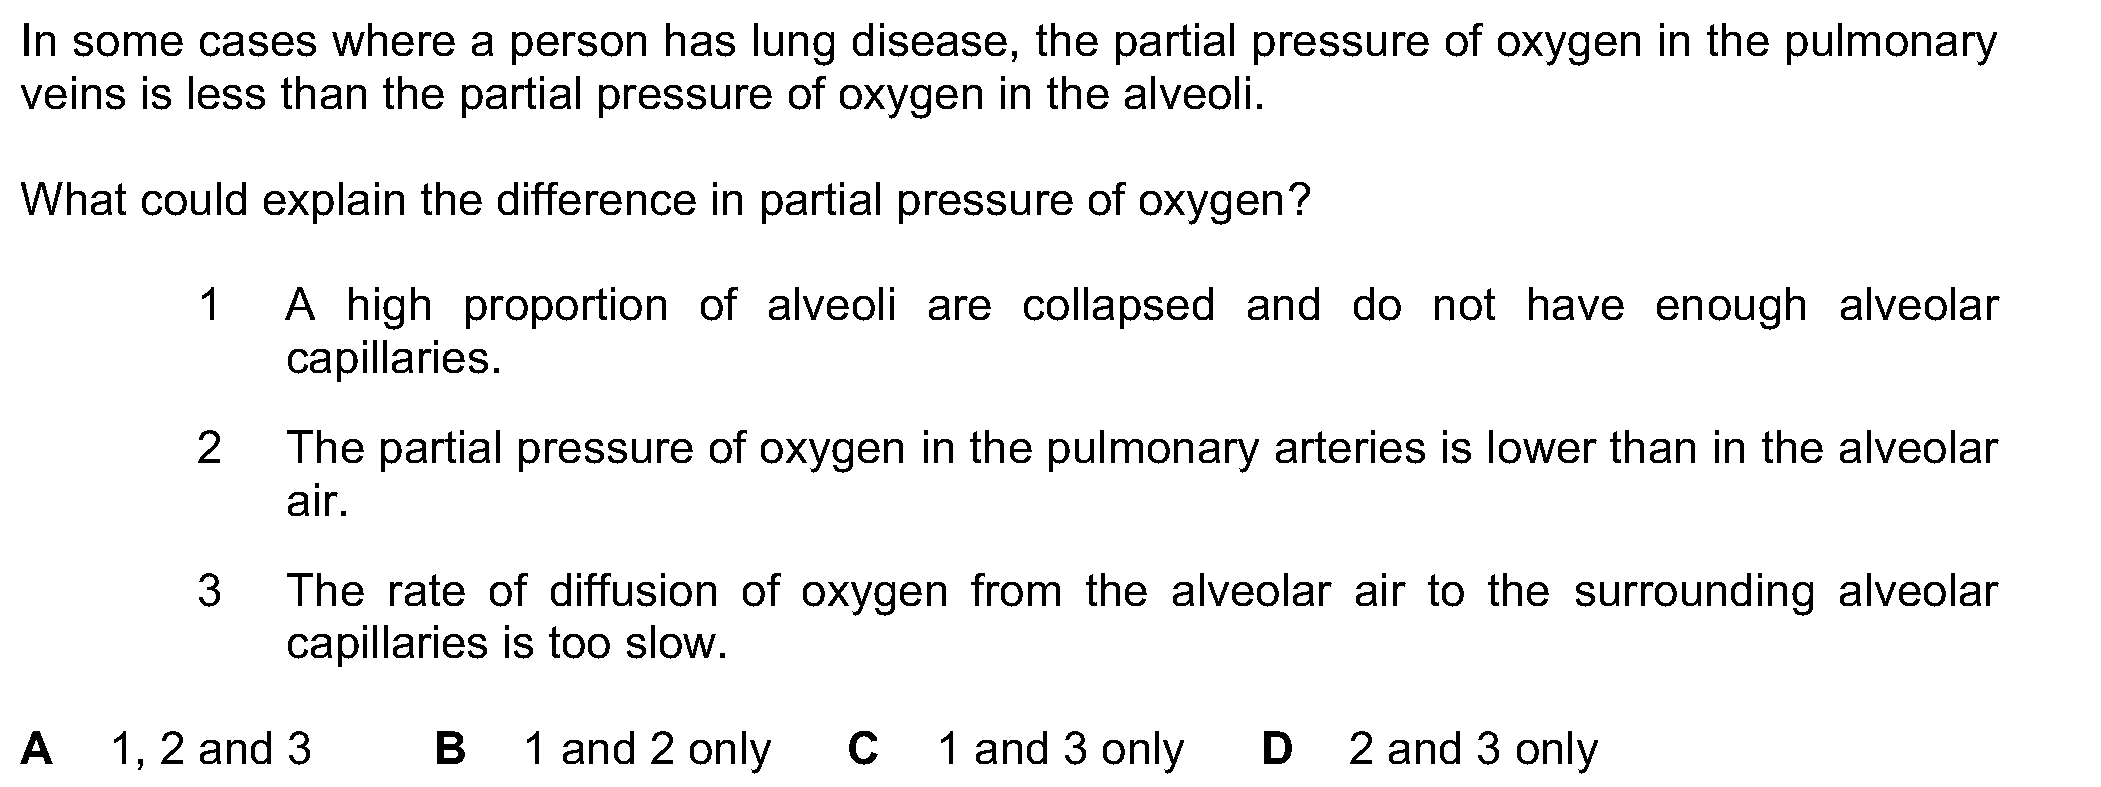 In some cases where a person has lung disease, the partial pressure of oxygen in the pulmonary
veins is less than the partial pressure of oxygen in the alveoli.
What could explain the difference in partial pressure of oxygen?
1 A high proportion of alveoli are collapsed and do not have enough alveolar
capillaries.
2 The partial pressure of oxygen in the pulmonary arteries is lower than in the alveolar
air.
3 The rate of diffusion of oxygen from the alveolar air to the surrounding alveolar
capillaries is too slow.
A 1, 2 and 3 B 1 and 2 only C 1 and 3 only D 2 and 3 only